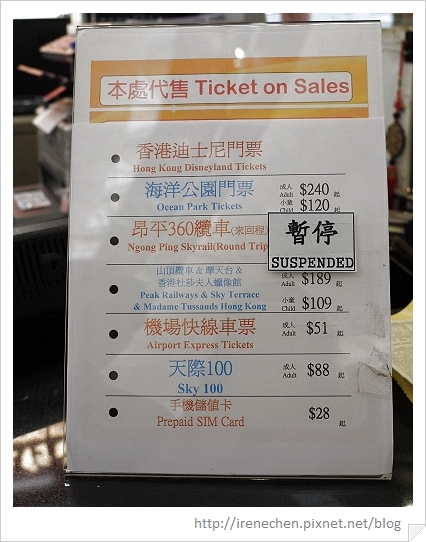 本處代售 Ticket on Sales
香港迪士尼門票
Hong Kong Disneyland Tickets
海洋公園門票 成人 Adult $240 起
Ocean Park Tickets 小童 Child $120 起
昂平360纜車(來回程)
Ngong Ping Skyrail(Round Trip
暫停
SUSPENDED
山頂纜車 & 摩天台 &
香港杜莎夫人蠟像館
成人 Adult $189 起
Peak Railways & Sky Terrace
& Madame Tussauds Hong Kong
小童 Child $109 起
機場快線車票 成人 Adult $51 起
Airport Express Tickets
天際100 成人 Adult $88 起
Sky 100
手機儲值卡 $28 起
Prepaid SIM Card
http://irenechen.pixnet.net/blog